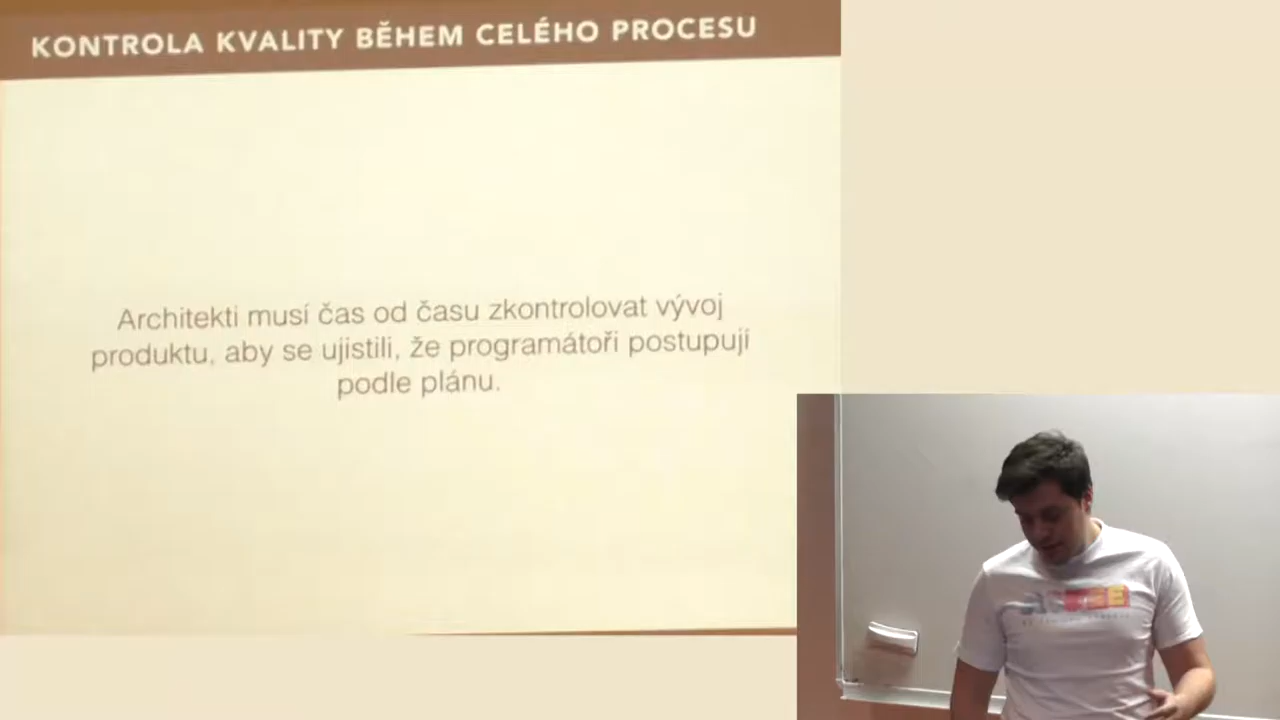 KONTROLA KVALITY BĚHEM CELÉHO PROCESU
Architekti musí čas od času zkontrolovat vývoj
produktu, aby se ujistili, že programátoři postupují
podle plánu.